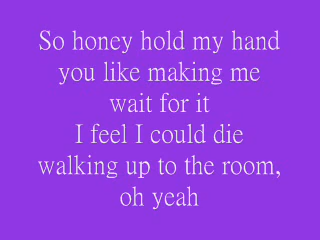 So honey hold my hand
you like making me
wait for it
I feel I could die
walking up to the room,
oh yeah